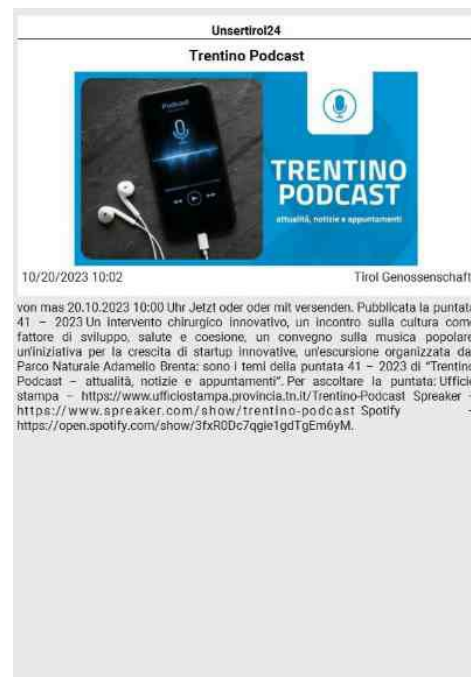 Unsertirol24
Trentino Podcast
Podcast
TRENTINO
PODCAST
attualità, notizie e appuntamenti
10/20/2023 10:02
Tirol Genossenschaft
von mas 20.10.2023 10:00 Uhr Jetzt oder oder mit versenden. Pubblicata la puntata
41 – 2023 Un intervento chirurgico innovativo, un incontro sulla cultura com
fattore di sviluppo, salute e coesione, un convegno sulla musica popolare
un'iniziativa per la crescita di startup innovative, un'escursione organizzata da
Parco Naturale Adamello Brenta: sono i temi della puntata 41 – 2023 di "Trentino
Podcast – attualità, notizie e appuntamenti". Per ascoltare la puntata: Uffici
stampa – https://www.ufficiostampa.provincia.tn.it/Trentino-Podcast Spreaker -
https://www.spreaker.com/show/trentino-podcast Spotify -
https://open.spotify.com/show/3fxR0Dc7qgie1gdTgEm6yM.